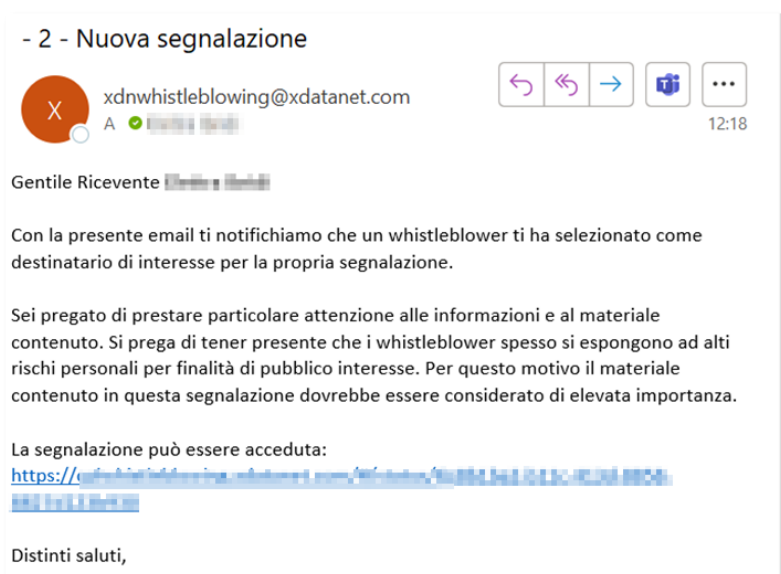 - 2 - Nuova segnalazione
X
xdnwhistleblowing@xdatanet.com
A
12:18
Gentile Ricevente
Con la presente email ti notifichiamo che un whistleblower ti ha selezionato come
destinatario di interesse per la propria segnalazione.
Sei pregato di prestare particolare attenzione alle informazioni e al materiale
contenuto. Si prega di tener presente che i whistleblower spesso si espongono ad alti
rischi personali per finalità di pubblico interesse. Per questo motivo il materiale
contenuto in questa segnalazione dovrebbe essere considerato di elevata importanza.
La segnalazione può essere acceduta:
https://
Distinti saluti,